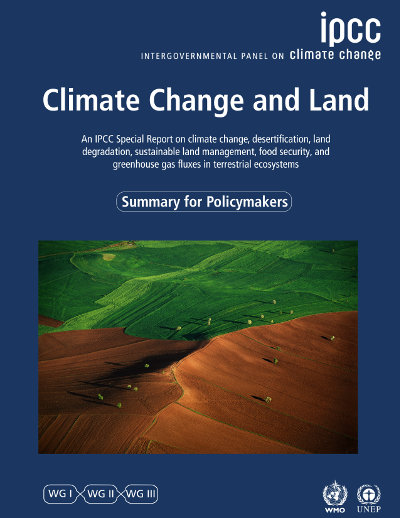 ipcc
INTERGOVERNMENTAL PANEL ON climate change
Climate Change and Land
An IPCC Special Report on climate change, desertification, land
degradation, sustainable land management, food security, and
greenhouse gas fluxes in terrestrial ecosystems
Summary for Policymakers
WG I WG II WG III
WMO UNEP